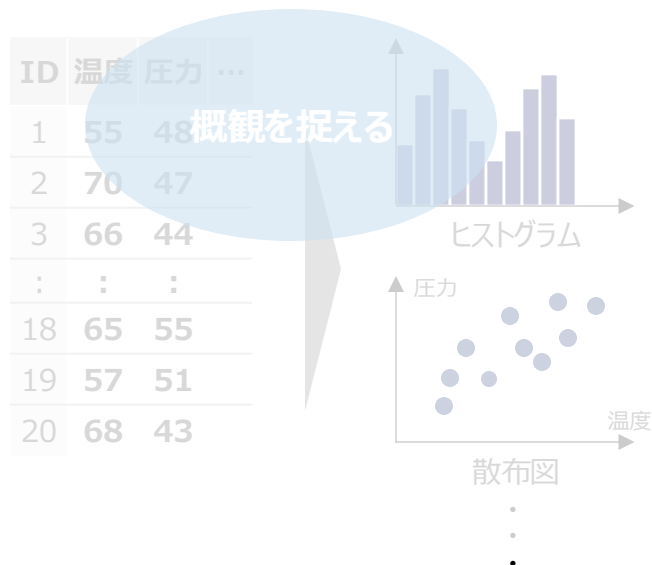 ID 温度 圧力 …
概観を捉える
1 55 48
2 70 47
3 66 44
: : :
18 65 55
19 57 51
20 68 43
ヒストグラム
圧力
温度
散布図